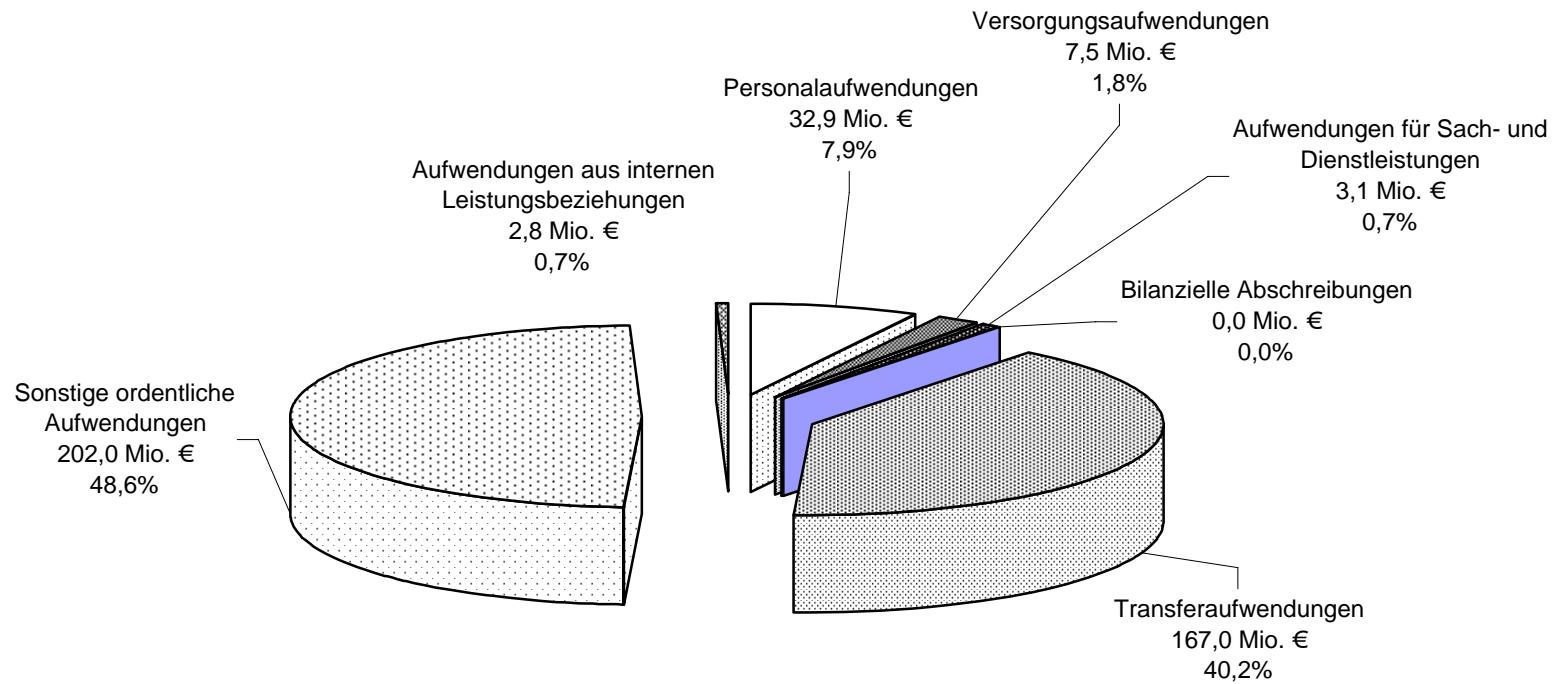 Versorgungsaufwendungen
7,5 Mio. €
1,8%
Personalaufwendungen
32,9 Mio. €
7,9%
Aufwendungen für Sach- und
Dienstleistungen
3,1 Mio. €
0,7%
Aufwendungen aus internen
Leistungsbeziehungen
2,8 Mio. €
0,7%
Bilanzielle Abschreibungen
0,0 Mio. €
0,0%
Sonstige ordentliche
Aufwendungen
202,0 Mio. €
48,6%
Transferaufwendungen
167,0 Mio. €
40,2%